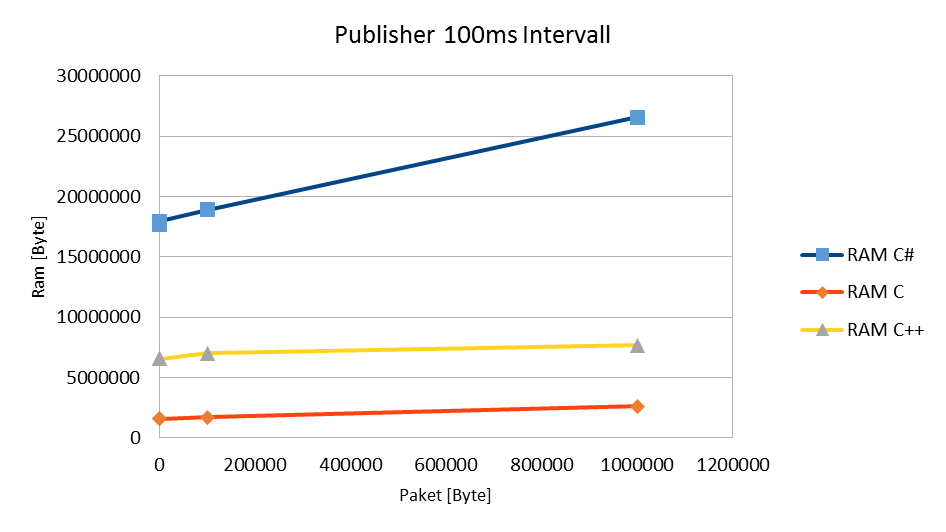 Publisher 100ms Intervall
30000000
25000000
20000000
15000000
10000000
5000000
0
Ram [Byte]
0 200000 400000 600000 800000 1000000 1200000
Paket [Byte]
RAM C#
RAM C
RAM C++